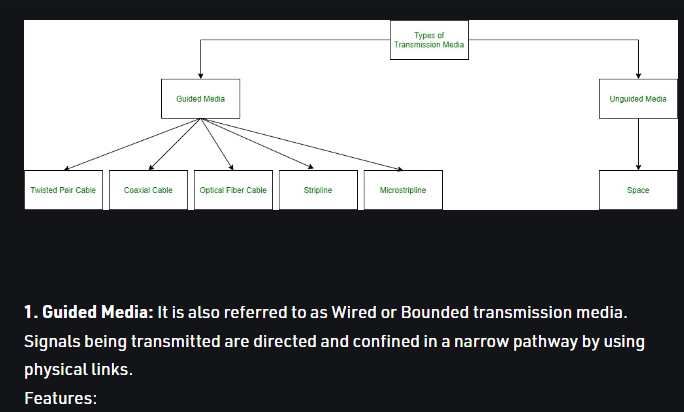 Types of
Transmission Media
Guided Media
Unguided Media
Twisted Pair Cable
Coaxial Cable
Optical Fiber Cable
Stripline
Microstripline
Space
1. Guided Media: It is also referred to as Wired or Bounded transmission media.
Signals being transmitted are directed and confined in a narrow pathway by using
physical links.
Features: